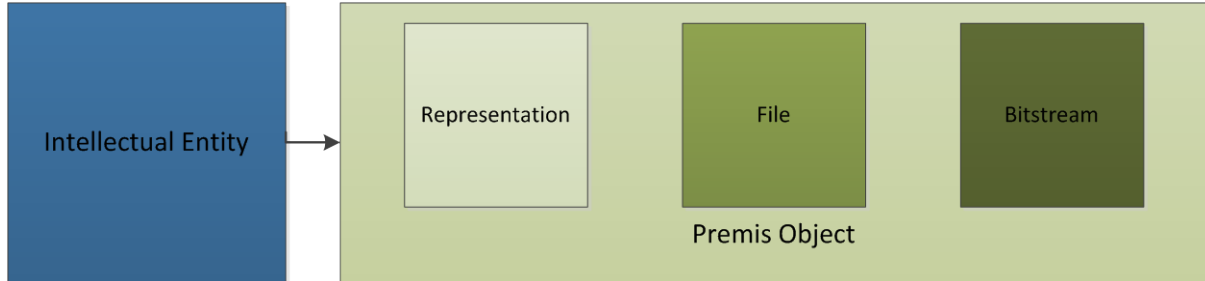 Intellectual Entity
Representation
File
Bitstream
Premis Object